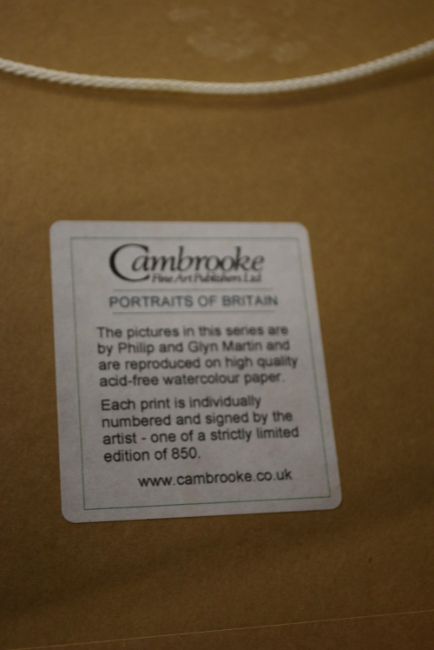 Cambrooke
Fine Art Publishers Ltd
PORTRAITS OF BRITAIN
The pictures in this series are
by Philip and Glyn Martin and
are reproduced on high quality
acid-free watercolour paper.
Each print is individually
numbered and signed by the
artist - one of a strictly limited
edition of 850.
www.cambrooke.co.uk